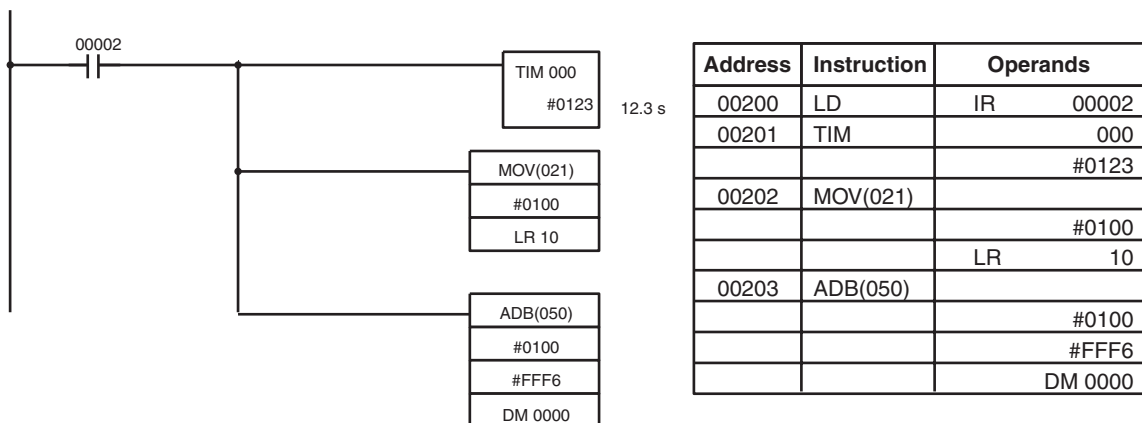 00002
TIM 000
#0123
12.3 s
MOV(021)
#0100
LR 10
ADB(050)
#0100
#FFF6
DM 0000
Address Instruction Operands
00200 LD IR 00002
00201 TIM 000
#0123
00202 MOV(021)
#0100
LR 10
00203 ADB(050)
#0100
#FFF6
DM 0000